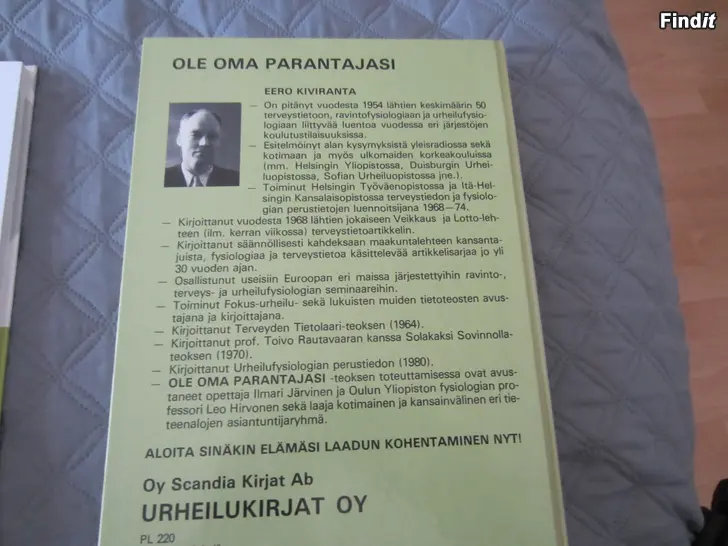 Findit
OLE OMA PARANTAJASI
EERO KIVIRANTA
— On pitänyt vuodesta 1954 lähtien keskimäärin 50
terveystietoon, ravintofysiologiaan ja urheilufysio-
logiaan liittyvää luentoa vuodessa eri järjestöjen
koulutustilaisuuksissa.
— Esitelmöinyt alan kysymyksistä yleisradiossa sekä
kotimaan ja myös ulkomaiden korkeakouluissa
(mm. Helsingin Yliopistossa, Duisburgin Urhei-
luopistossa, Sofian Urheiluopistossa jne.).
— Toiminut Helsingin Työväenopistossa ja Itä-Hel-
singin Kansalaisopistossa terveystiedon ja fysiolo-
gian perustietojen luennoitsijana 1968—74.
— Kirjoittanut vuodesta 1968 lähtien jokaiseen Veikkaus- ja Lotto-leh-
teen (ilm. kerran viikossa) terveystietoartikkelin.
— Kirjoittanut säännöllisesti kahdeksaan maakuntalehteen kansanta-
juista, fysiologiaa ja terveystietoa käsittelevää artikkelisarjaa jo yli
30 vuoden ajan.
— Osallistunut useisiin Euroopan eri maissa järjestettyihin ravinto-,
terveys- ja urheilufysiologian seminaareihin.
— Toiminut Fokus-urheilu- sekä lukuisten muiden tietoteosten avus-
tajana ja kirjoittajana.
— Kirjoittanut Terveyden Tietolaari-teoksen (1964).
— Kirjoittanut prof. Toivo Rautavaaran kanssa Solakaksi Sovinnolla-
teoksen (1970).
— Kirjoittanut Urheilufysiologian perustiedon (1980).
— OLE OMA PARANTAJASI -teoksen toteuttamisessa ovat avus-
taneet opettaja Ilmari Järvinen ja Oulun Yliopiston fysiologian pro-
fessori Leo Hirvonen sekä laaja kotimainen ja kansainvälinen eri tie-
teenalojen asiantuntijaryhmä.
ALOITA SINÄKIN ELÄMÄSI LAADUN KOHENTAMINEN NYT!
Oy Scandia Kirjat Ab
URHEILUKIRJAT OY
PL 220